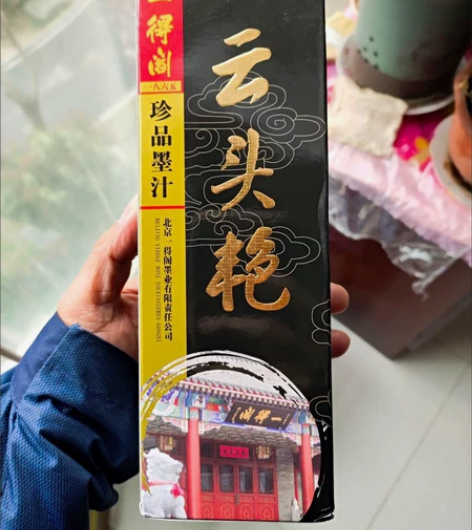 一得阁
一八六五
珍品墨汁
北京一得阁墨业有限责任公司
云头艳
一得阁